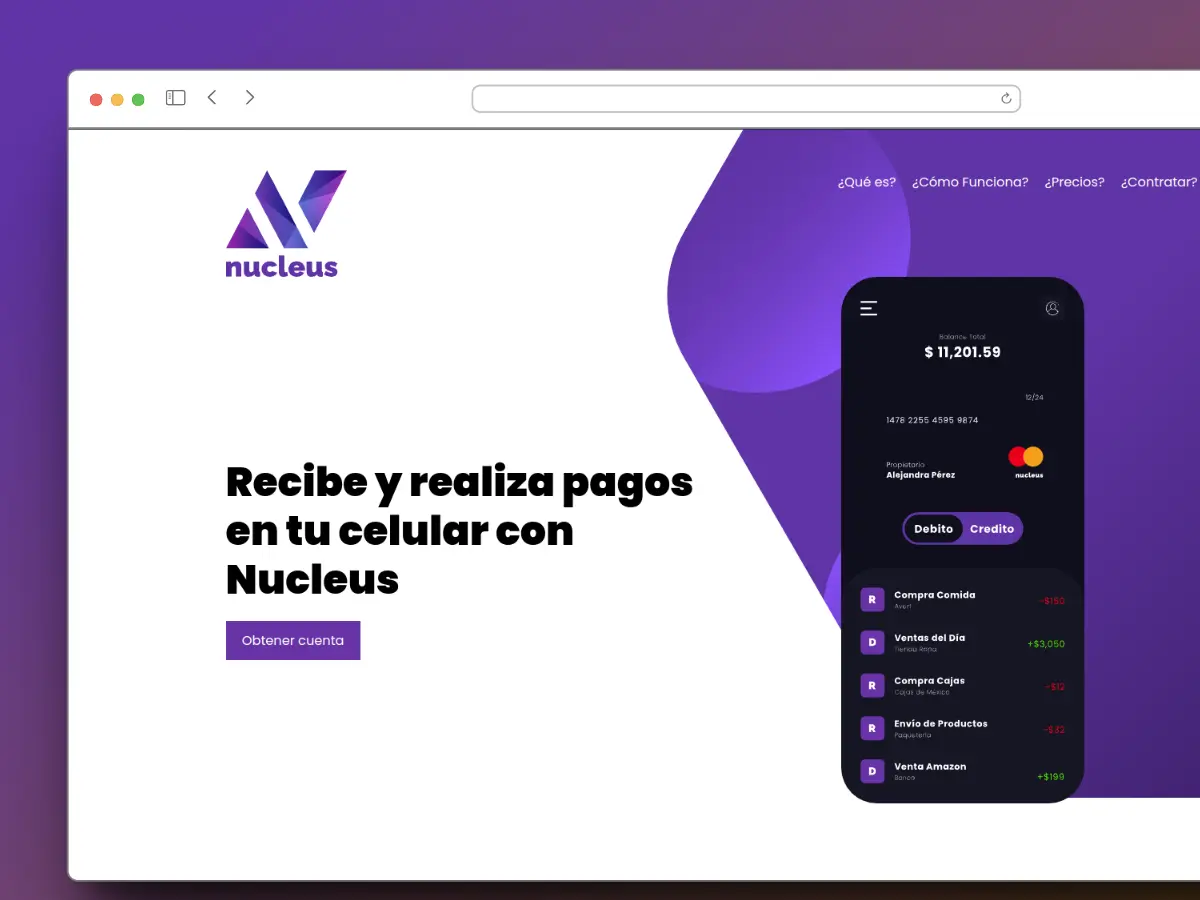 ¿Qué es? ¿Cómo Funciona? ¿Precios? ¿Contratar?
nucleus
Recibe y realiza pagos
en tu celular con
Nucleus
Obtener cuenta
Balance Total
$ 11,201.59
12/24
1478 2255 4595 9874
Propietario
Alejandra Pérez
nucleus
Debito Credito
R Compra Comida -$150
Avert
D Ventas del Día +$3,050
Tienda Ropa
R Compra Cajas -$12
Cajas de México
R Envío de Productos -$32
Paquetería
D Venta Amazon +$199
Banco